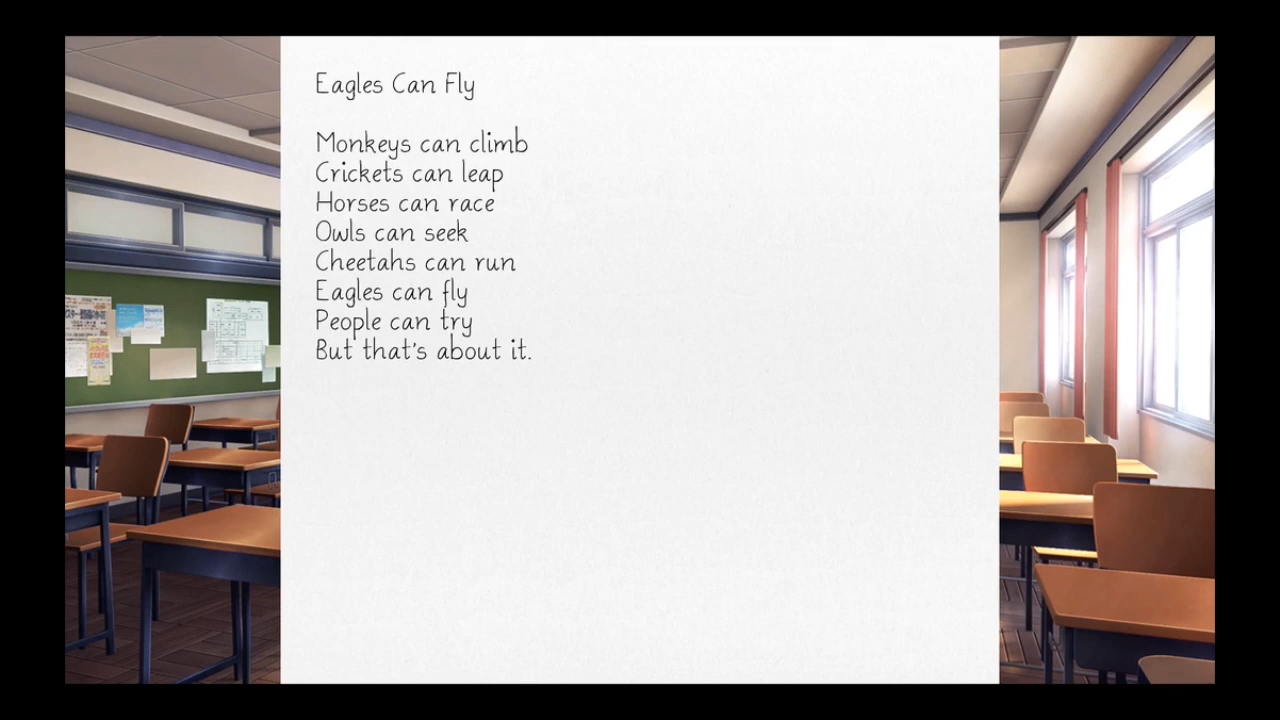 Eagles Can Fly
Monkeys can climb
Crickets can leap
Horses can race
Owls can seek
Cheetahs can run
Eagles can fly
People can try
But that's about it.